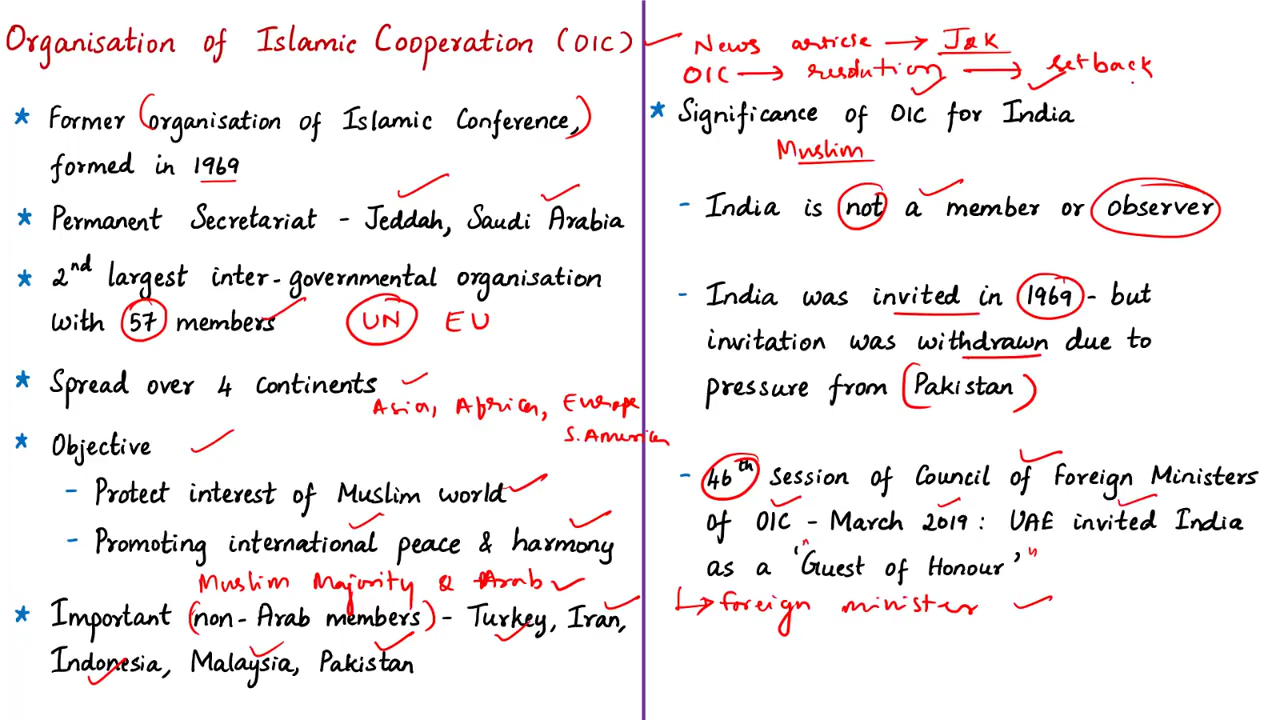 Organisation of Islamic Cooperation (OIC)
* Former (organisation of Islamic Conference,)
formed in 1969
* Permanent Secretariat - Jeddah, Saudi Arabia
* 2nd largest inter-governmental organisation
with 57 members UN EU
* Spread over 4 continents
Asia, Africa, Europe
S.America
* Objective
- Protect interest of Muslim world
- Promoting international peace & harmony
Muslim Majority & Arab
* Important (non-Arab members) - Turkey, Iran,
Indonesia, Malaysia, Pakistan
News article → J&K
OIC → resolution → setback
* Significance of OIC for India
Muslim
- India is not a member or observer
- India was invited in 1969 - but
invitation was withdrawn due to
pressure from (Pakistan)
- 46th Session of Council of Foreign Ministers
of OIC - March 2019: UAE invited India
as a "'Guest of Honour'"
↳ foreign minister